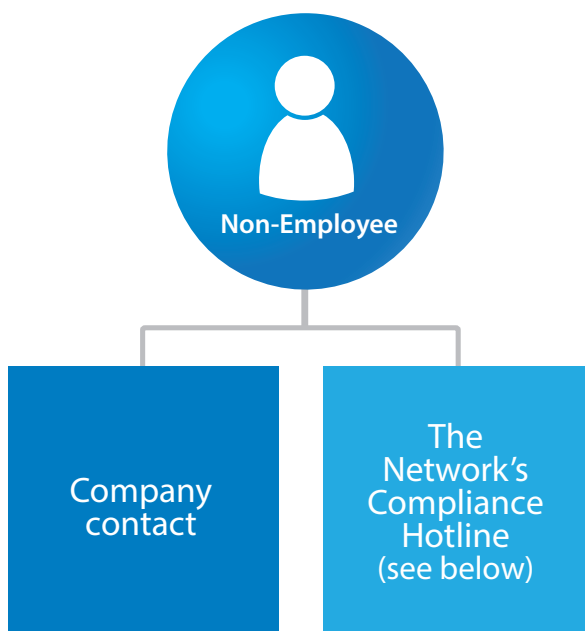 Non-Employee
Company
contact
The
Network’s
Compliance
Hotline
(see below)